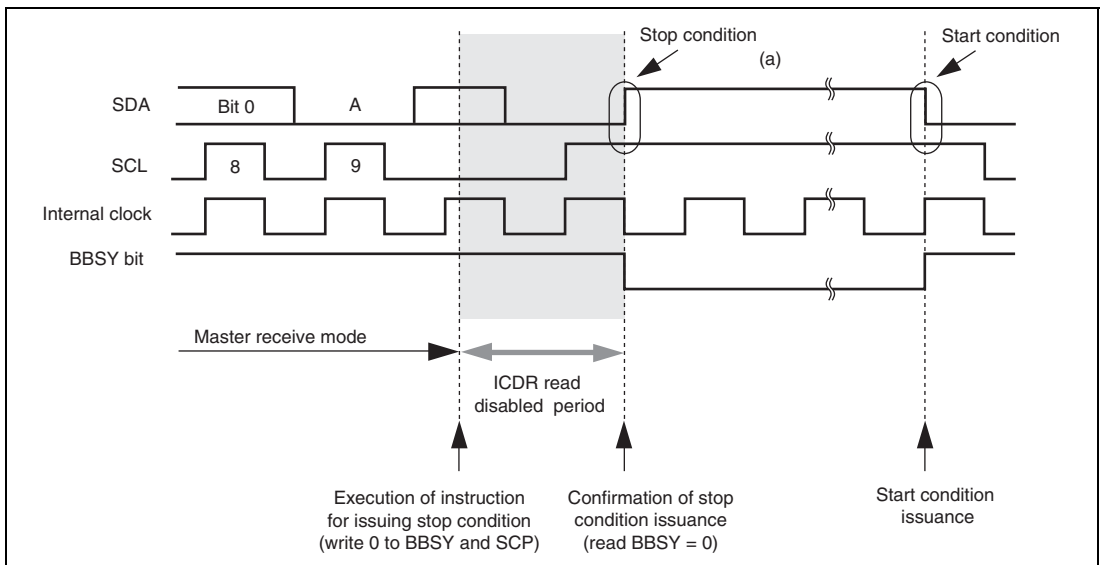 Stop condition
(a)
Start condition
SDA
Bit 0
A
SCL
8
9
Internal clock
BBSY bit
Master receive mode
ICDR read
disabled period
Execution of instruction
for issuing stop condition
(write 0 to BBSY and SCP)
Confirmation of stop
condition issuance
(read BBSY = 0)
Start condition
issuance